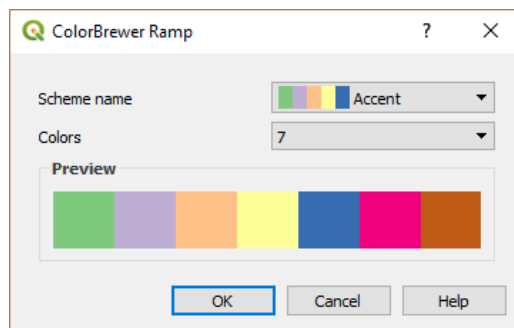 ColorBrewer Ramp ?
Scheme name Accent
Colors 7
Preview
OK Cancel Help